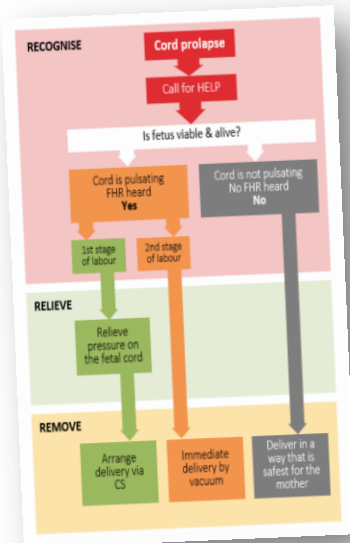 RECOGNISE
Cord prolapse
Call for HELP
Is fetus viable & alive?
Cord is pulsating
FHR heard
Yes
Cord is not pulsating
No FHR heard
No
1st stage
of labour
2nd stage
of labour
RELIEVE
Relieve
pressure on
the fetal cord
REMOVE
Arrange
delivery via
CS
Immediate
delivery by
vacuum
Deliver in a
way that is
safest for the
mother